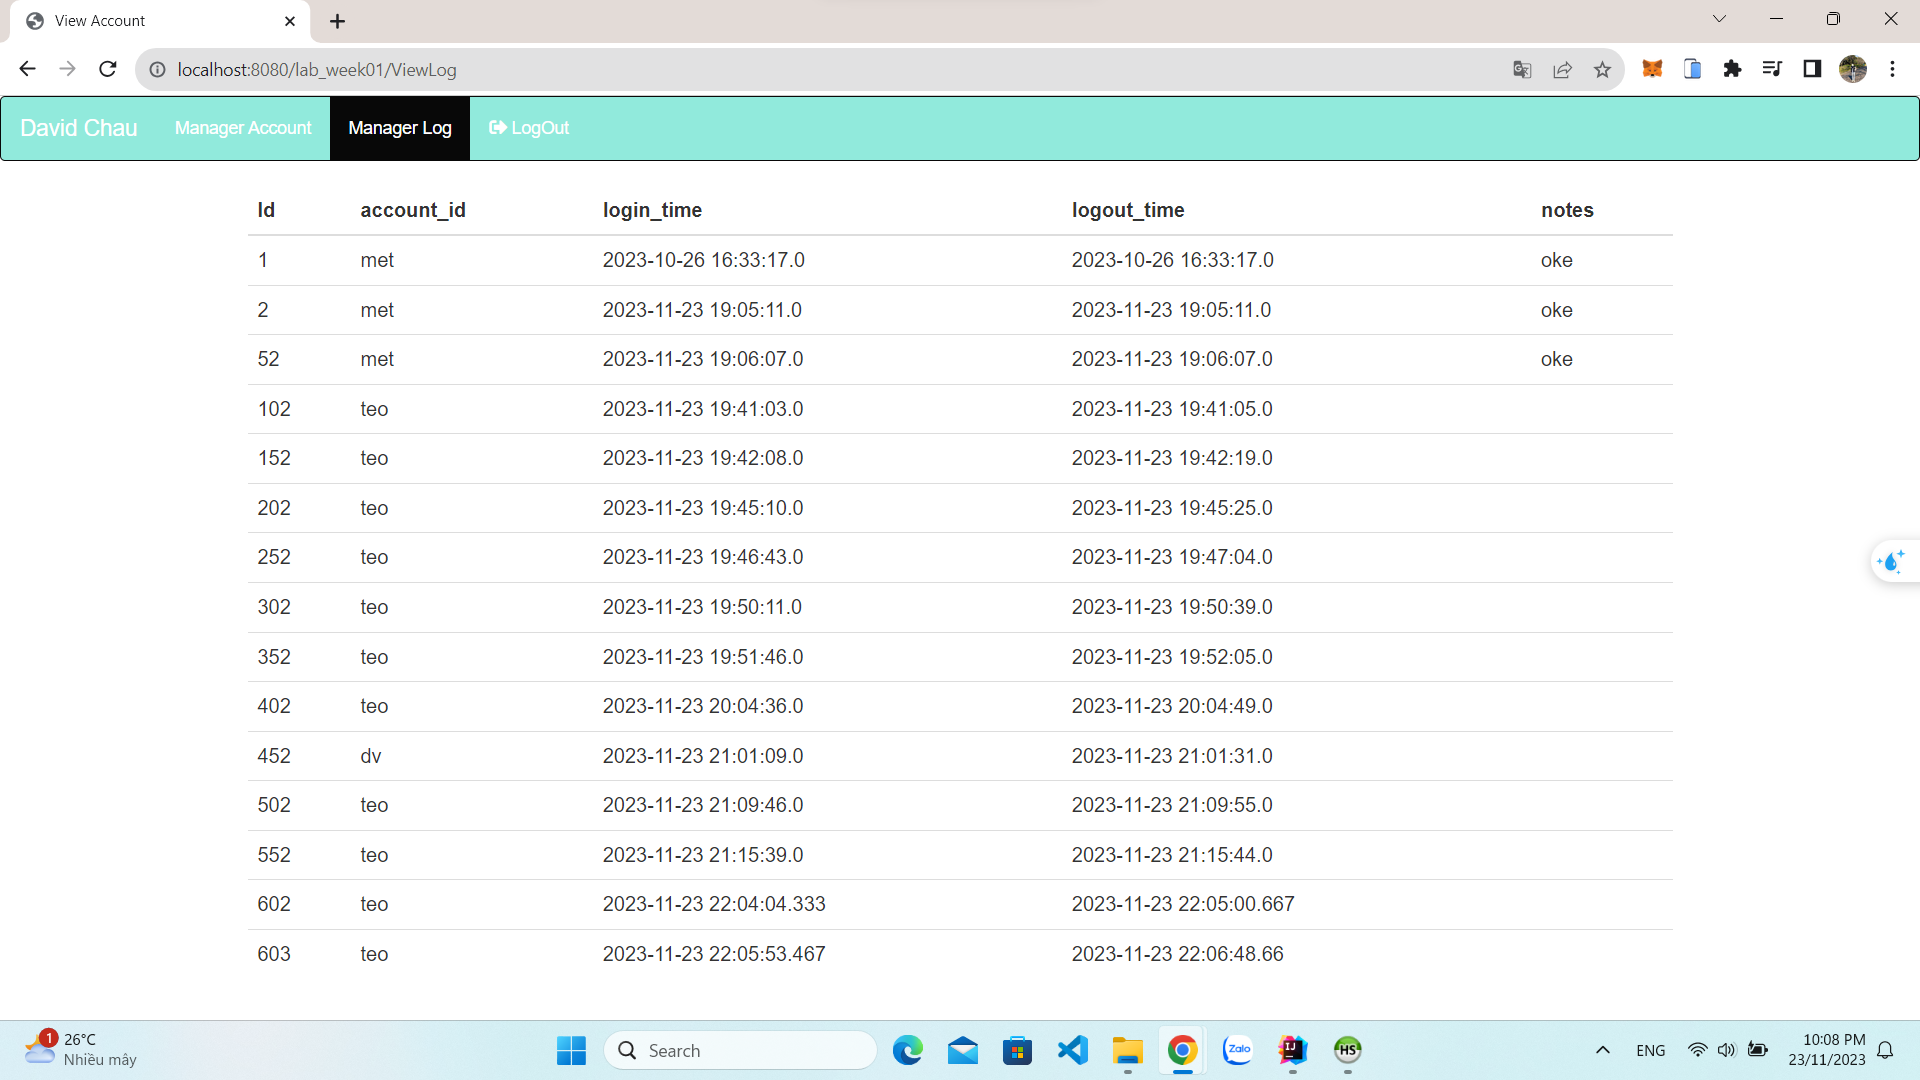 View Account
localhost:8080/lab_week01/ViewLog
David Chau Manager Account Manager Log LogOut
Id account_id login_time logout_time notes
1 met 2023-10-26 16:33:17.0 2023-10-26 16:33:17.0 oke
2 met 2023-11-23 19:05:11.0 2023-11-23 19:05:11.0 oke
52 met 2023-11-23 19:06:07.0 2023-11-23 19:06:07.0 oke
102 teo 2023-11-23 19:41:03.0 2023-11-23 19:41:05.0
152 teo 2023-11-23 19:42:08.0 2023-11-23 19:42:19.0
202 teo 2023-11-23 19:45:10.0 2023-11-23 19:45:25.0
252 teo 2023-11-23 19:46:43.0 2023-11-23 19:47:04.0
302 teo 2023-11-23 19:50:11.0 2023-11-23 19:50:39.0
352 teo 2023-11-23 19:51:46.0 2023-11-23 19:52:05.0
402 teo 2023-11-23 20:04:36.0 2023-11-23 20:04:49.0
452 dv 2023-11-23 21:01:09.0 2023-11-23 21:01:31.0
502 teo 2023-11-23 21:09:46.0 2023-11-23 21:09:55.0
552 teo 2023-11-23 21:15:39.0 2023-11-23 21:15:44.0
602 teo 2023-11-23 22:04:04.333 2023-11-23 22:05:00.667
603 teo 2023-11-23 22:05:53.467 2023-11-23 22:06:48.66
1 26°C
Nhiều mây
Search
Zalo
IJ
HS
ENG
10:08 PM
23/11/2023